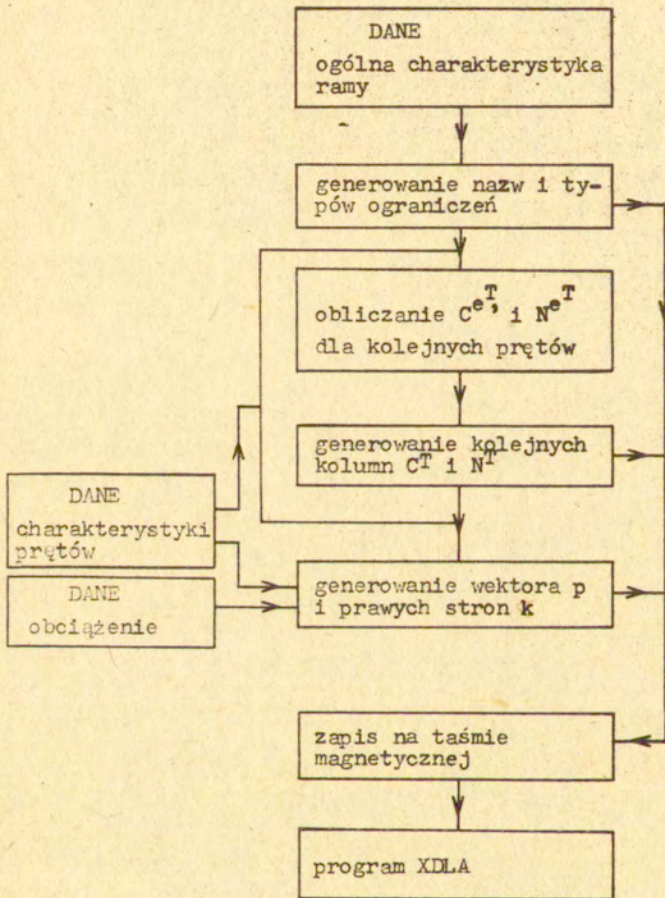 DANE
ogólna charakterystyka
ramy
generowanie nazw i ty-
pów ograniczeń
obliczanie C^eT, i N^eT
dla kolejnych prętów
generowanie kolejnych
kolumn C^T i N^T
DANE
charakterystyki
prętów
DANE
obciążenie
generowanie wektora p
i prawych stron k
zapis na taśmie
magnetycznej
program XDLA